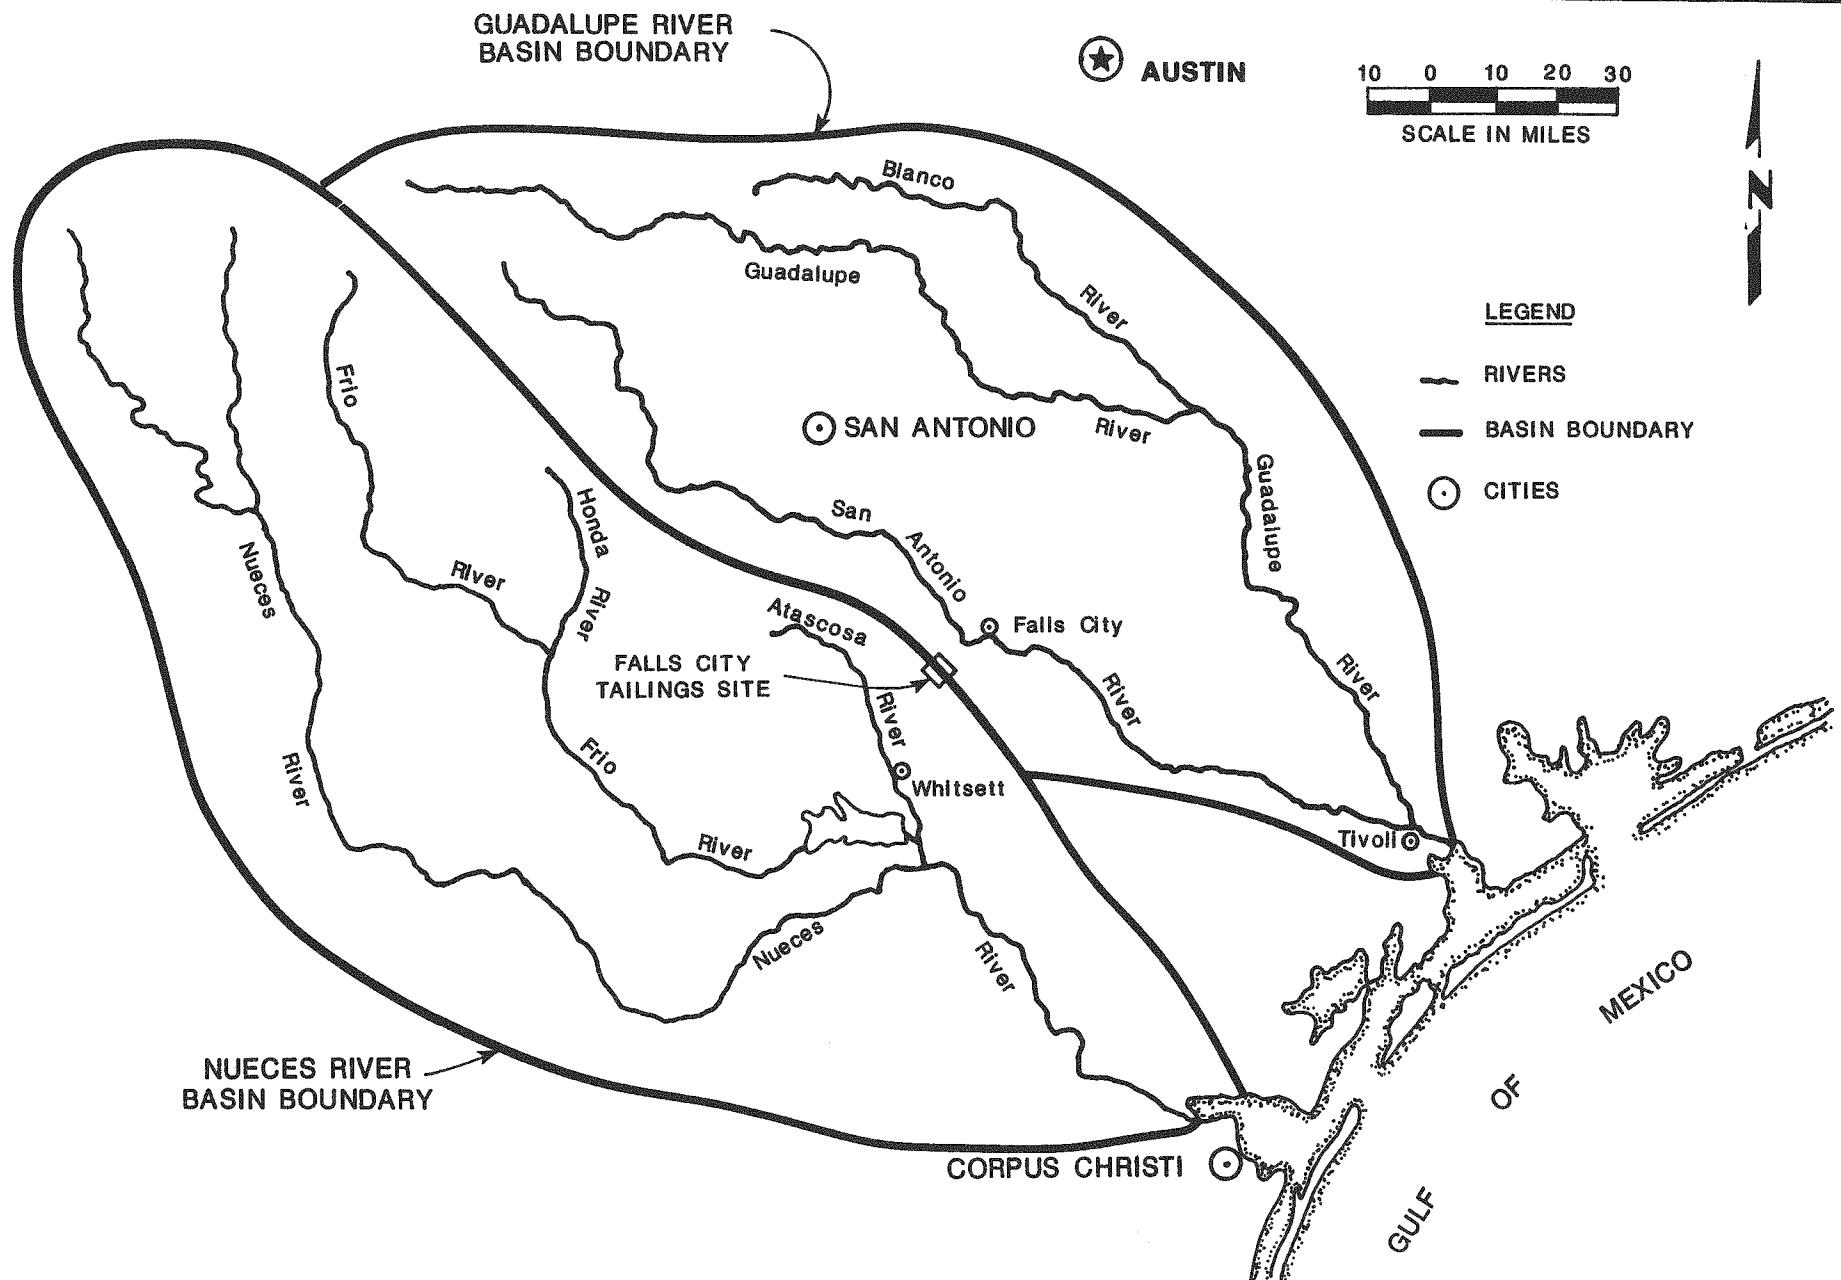 GUADALUPE RIVER
BASIN BOUNDARY
AUSTIN
10 0 10 20 30
SCALE IN MILES
N
Blanco
River
Guadalupe
River
LEGEND
RIVERS
BASIN BOUNDARY
CITIES
Frio
River
SAN ANTONIO
Honda
River
San
Antonio
River
Guadalupe
River
Nueces
River
Atascosa
River
Falls City
FALLS CITY
TAILINGS SITE
Frio
River
Whitsett
Tivoli
Nueces
River
NUECES RIVER
BASIN BOUNDARY
CORPUS CHRISTI
GULF
OF
MEXICO